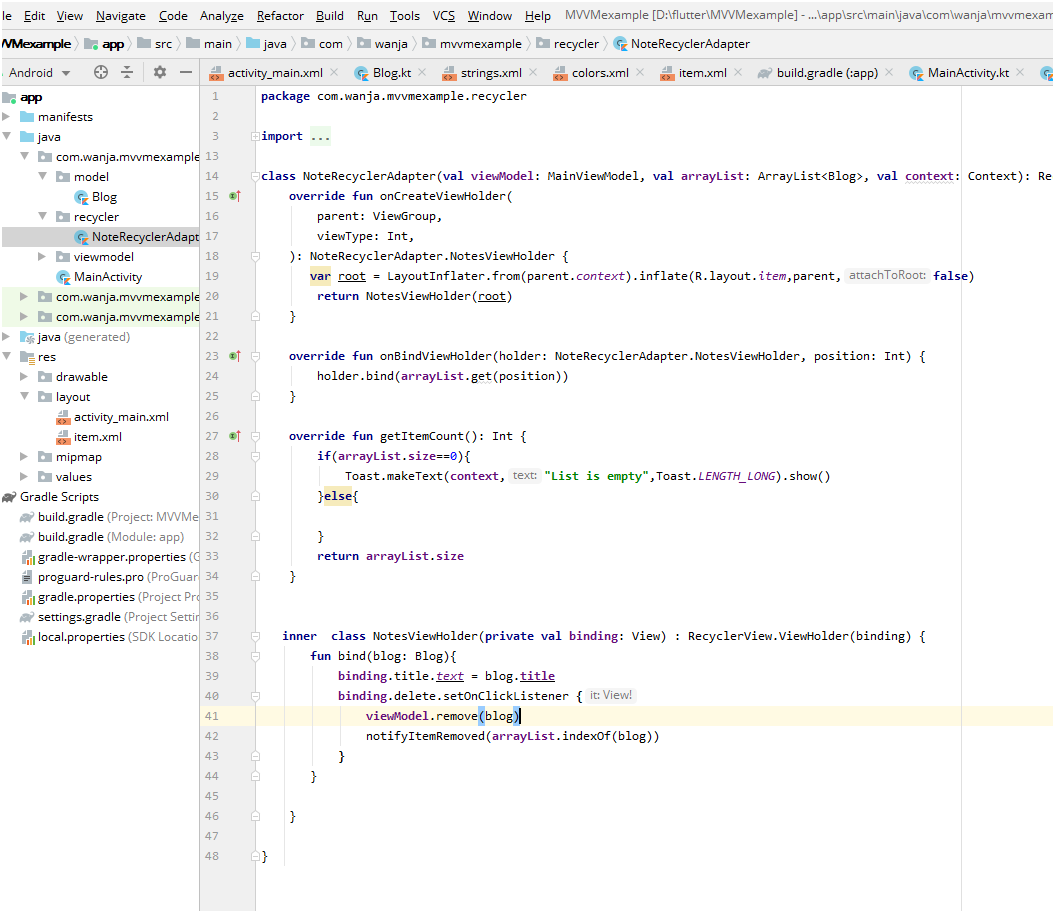 le Edit View Navigate Code Analyze Refactor Build Run Tools VCS Window Help MVVMexample [D:\flutter\MVVMexample] - ...\app\src\main\java\com\wanja\mvvmexam
MVMexample app src main java com wanja mvvmexample recycler NoteRecyclerAdapter
Android activity_main.xml Blog.kt strings.xml colors.xml item.xml build.gradle (:app) MainActivity.kt
app
manifests
java
com.wanja.mvvmexample
model
Blog
recycler
NoteRecyclerAdapt
viewmodel
MainActivity
com.wanja.mvvmexample
com.wanja.mvvmexample
java (generated)
res
drawable
layout
activity_main.xml
item.xml
mipmap
values
Gradle Scripts
build.gradle (Project: MVVMe
build.gradle (Module: app)
gradle-wrapper.properties (G
proguard-rules.pro (ProGuar
gradle.properties (Project Pro
settings.gradle (Project Settin
local.properties (SDK Locatio
1 package com.wanja.mvvmexample.recycler
2
3 import ...
13
14 class NoteRecyclerAdapter(val viewModel: MainViewModel, val arrayList: ArrayList<Blog>, val context: Context): Re
15 override fun onCreateViewHolder(
16 parent: ViewGroup,
17 viewType: Int,
18 ): NoteRecyclerAdapter.NotesViewHolder {
19 var root = LayoutInflater.from(parent.context).inflate(R.layout.item,parent, attachToRoot: false)
20 return NotesViewHolder(root)
21 }
22
23 override fun onBindViewHolder(holder: NoteRecyclerAdapter.NotesViewHolder, position: Int) {
24 holder.bind(arrayList.get(position))
25 }
26
27 override fun getItemCount(): Int {
28 if(arrayList.size==0){
29 Toast.makeText(context, text: "List is empty",Toast.LENGTH_LONG).show()
30 }else{
31
32 }
33 return arrayList.size
34 }
35
36
37 inner class NotesViewHolder(private val binding: View) : RecyclerView.ViewHolder(binding) {
38 fun bind(blog: Blog){
39 binding.title.text = blog.title
40 binding.delete.setOnClickListener { it: View!
41 viewModel.remove(blog)
42 notifyItemRemoved(arrayList.indexOf(blog))
43 }
44 }
45
46 }
47
48 }